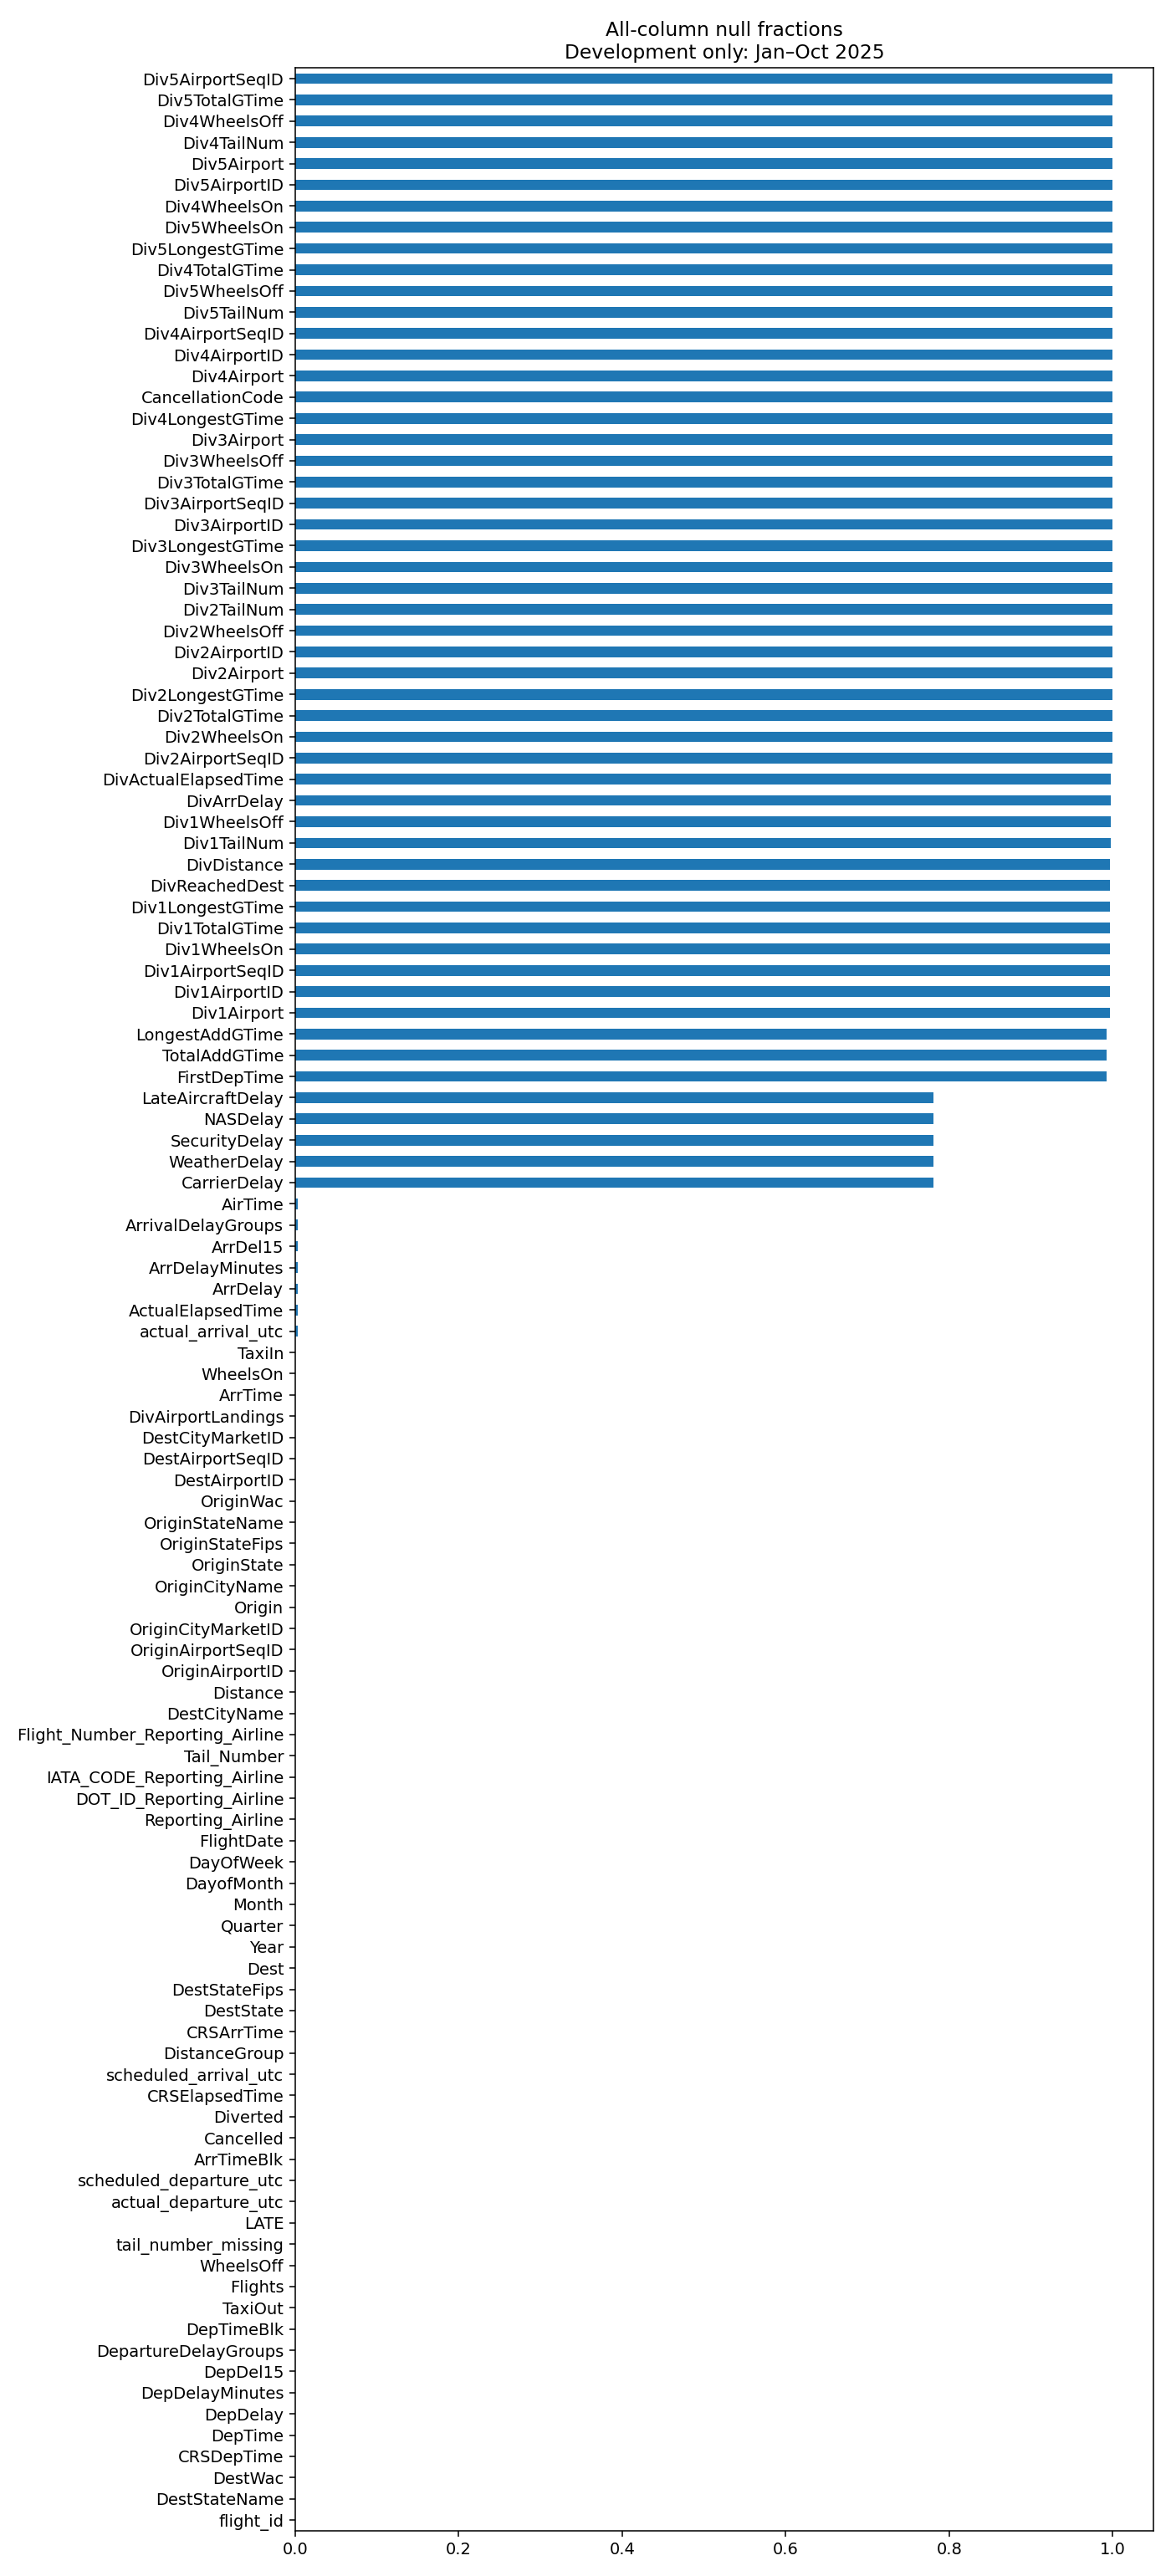 All-column null fractions
Development only: Jan–Oct 2025
Div5AirportSeqID
Div5TotalGTime
Div4WheelsOff
Div4TailNum
Div5Airport
Div5AirportID
Div4WheelsOn
Div5WheelsOn
Div5LongestGTime
Div4TotalGTime
Div5WheelsOff
Div5TailNum
Div4AirportSeqID
Div4AirportID
Div4Airport
CancellationCode
Div4LongestGTime
Div3Airport
Div3WheelsOff
Div3TotalGTime
Div3AirportSeqID
Div3AirportID
Div3LongestGTime
Div3WheelsOn
Div3TailNum
Div2TailNum
Div2WheelsOff
Div2AirportID
Div2Airport
Div2LongestGTime
Div2TotalGTime
Div2WheelsOn
Div2AirportSeqID
DivActualElapsedTime
DivArrDelay
Div1WheelsOff
Div1TailNum
DivDistance
DivReachedDest
Div1LongestGTime
Div1TotalGTime
Div1WheelsOn
Div1AirportSeqID
Div1AirportID
Div1Airport
LongestAddGTime
TotalAddGTime
FirstDepTime
LateAircraftDelay
NASDelay
SecurityDelay
WeatherDelay
CarrierDelay
AirTime
ArrivalDelayGroups
ArrDel15
ArrDelayMinutes
ArrDelay
ActualElapsedTime
actual_arrival_utc
TaxiIn
WheelsOn
ArrTime
DivAirportLandings
DestCityMarketID
DestAirportSeqID
DestAirportID
OriginWac
OriginStateName
OriginStateFips
OriginState
OriginCityName
Origin
OriginCityMarketID
OriginAirportSeqID
OriginAirportID
Distance
DestCityName
Flight_Number_Reporting_Airline
Tail_Number
IATA_CODE_Reporting_Airline
DOT_ID_Reporting_Airline
Reporting_Airline
FlightDate
DayOfWeek
DayofMonth
Month
Quarter
Year
Dest
DestStateFips
DestState
CRSArrTime
DistanceGroup
scheduled_arrival_utc
CRSElapsedTime
Diverted
Cancelled
ArrTimeBlk
scheduled_departure_utc
actual_departure_utc
LATE
tail_number_missing
WheelsOff
Flights
TaxiOut
DepTimeBlk
DepartureDelayGroups
DepDel15
DepDelayMinutes
DepDelay
DepTime
CRSDepTime
DestWac
DestStateName
flight_id
0.0 0.2 0.4 0.6 0.8 1.0